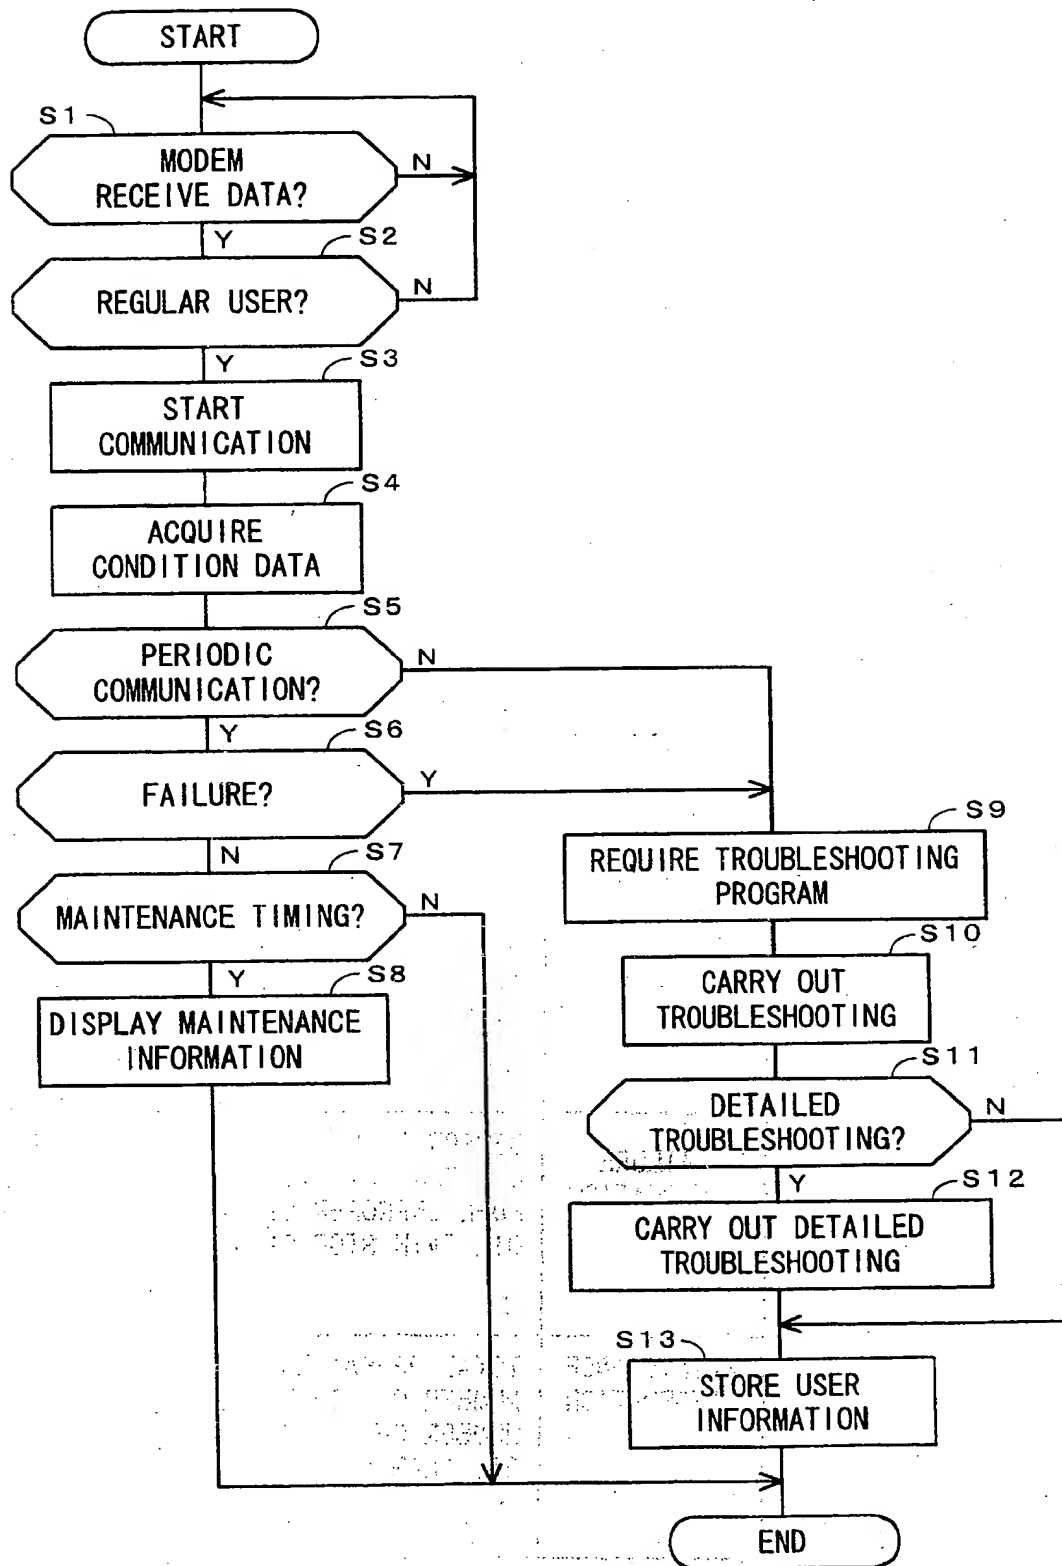 START
S1
MODEM
RECEIVE DATA?
N
Y
S2
REGULAR USER?
N
Y
S3
START
COMMUNICATION
S4
ACQUIRE
CONDITION DATA
S5
PERIODIC
COMMUNICATION?
N
Y
S6
FAILURE?
Y
N
S7
MAINTENANCE TIMING?
N
Y
S8
DISPLAY MAINTENANCE
INFORMATION
S9
REQUIRE TROUBLESHOOTING
PROGRAM
S10
CARRY OUT
TROUBLESHOOTING
S11
DETAILED
TROUBLESHOOTING?
N
Y
S12
CARRY OUT DETAILED
TROUBLESHOOTING
S13
STORE USER
INFORMATION
END